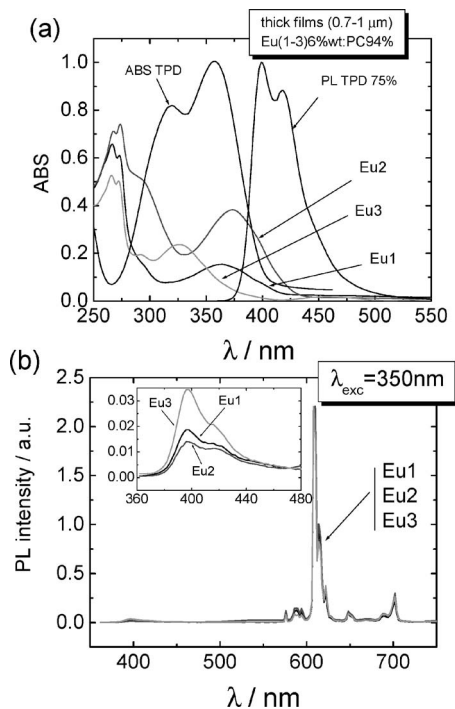 (a)
thick films (0.7-1 μm)
Eu(1-3)6%wt:PC94%
ABS TPD
PL TPD 75%
Eu2
Eu3
Eu1
ABS
1.0
0.8
0.6
0.4
0.2
0.0
250 300 350 400 450 500 550
λ / nm
(b)
λexc=350nm
PL intensity / a.u.
2.5
2.0
1.5
1.0
0.5
0.0
0.03
0.02
0.01
0.00
Eu3
Eu1
Eu2
360 400 440 480
Eu1
Eu2
Eu3
400 500 600 700
λ / nm